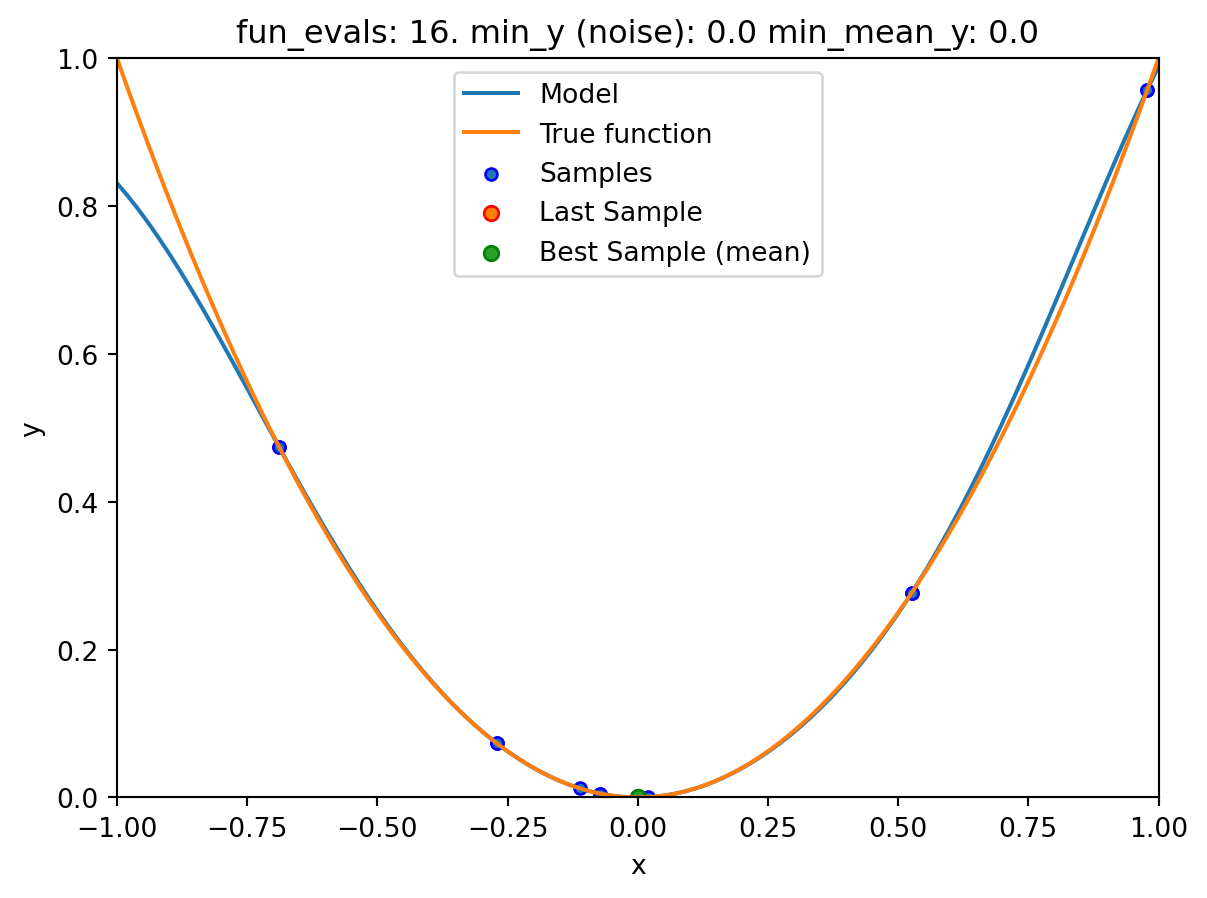 fun_evals: 16. min_y (noise): 0.0 min_mean_y: 0.0
1.0
0.8
0.6
0.4
0.2
0.0
y
Model
True function
Samples
Last Sample
Best Sample (mean)
−1.00 −0.75 −0.50 −0.25 0.00 0.25 0.50 0.75 1.00
x